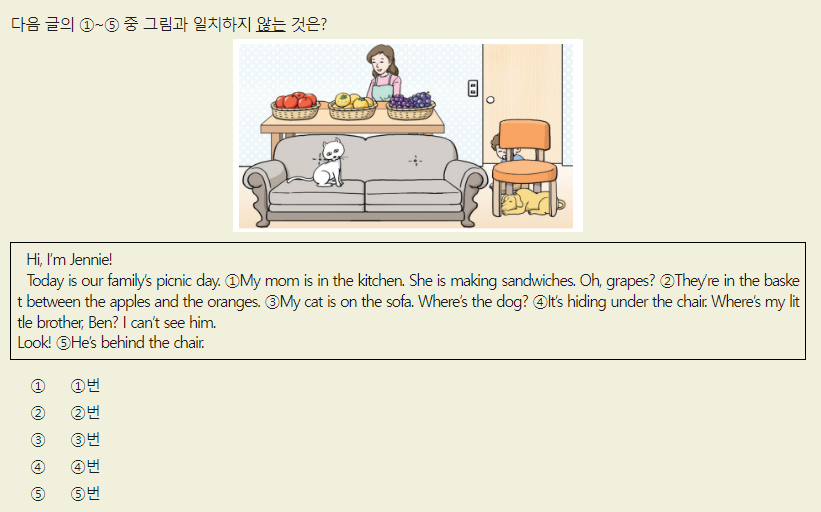 다음 글의 ①~⑤ 중 그림과 일치하지 않는 것은?
Hi, I'm Jennie!
Today is our family's picnic day. ①My mom is in the kitchen. She is making sandwiches. Oh, grapes? ②They're in the baske
t between the apples and the oranges. ③My cat is on the sofa. Where's the dog? ④It's hiding under the chair. Where's my lit
tle brother, Ben? I can't see him.
Look! ⑤He's behind the chair.
① ①번
② ②번
③ ③번
④ ④번
⑤ ⑤번